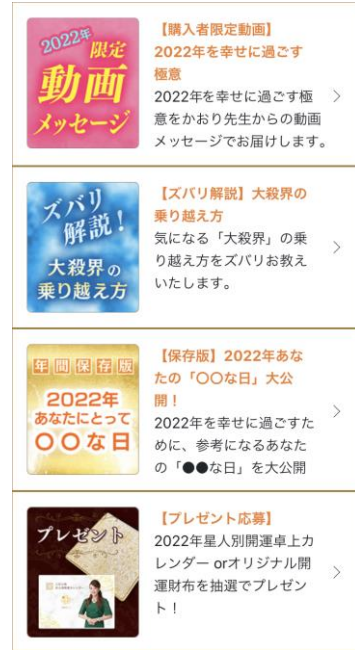 2022年
限定
動画
メッセージ
【購入者限定動画】
2022年を幸せに過ごす
極意
2022年を幸せに過ごす極
意をかおり先生からの動画
メッセージでお届けします。
ズバリ
解説！
大殺界の
乗り越え方
【ズバリ解説】大殺界の
乗り越え方
気になる「大殺界」の乗
り越え方をズバリお教え
いたします。
年間保存版
2022年
あなたにとって
〇〇な日
【保存版】2022年あな
たの「〇〇な日」大公
開！
2022年を幸せに過ごすた
めに、参考になるあなた
の「●●な日」を大公開
プレゼント
【プレゼント応募】
2022年星人別開運卓上カ
レンダー orオリジナル開
運財布を抽選でプレゼン
ト！